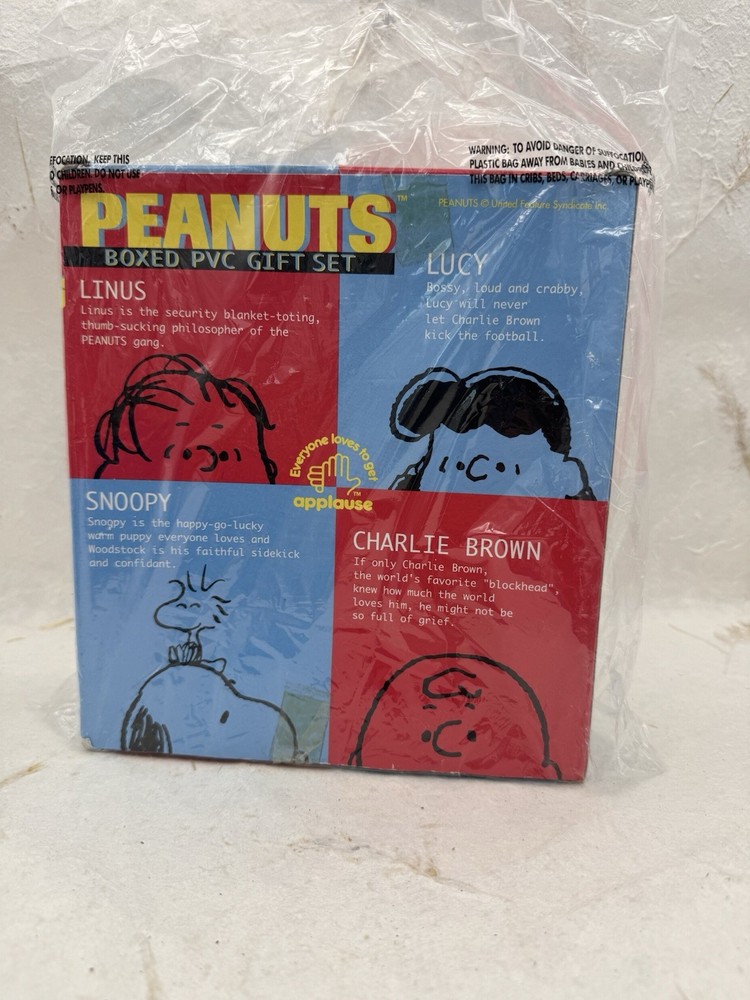 FFOCATION. KEEP THIS
D CHILDREN. DO NOT USE
OR PLAYPENS.
WARNING: TO AVOID DANGER OF SUFFOCATION
PLASTIC BAG AWAY FROM BABIES AND
THIS BAG IN CRIBS, BEDS, CARRIAGES, OR PLAYPE
PEANUTS™
BOXED PVC GIFT SET
PEANUTS © United Feature Syndicate Inc.
LINUS
Linus is the security blanket-toting,
thumb-sucking philosopher of the
PEANUTS gang.
LUCY
Bossy, loud and crabby,
Lucy will never
let Charlie Brown
kick the football.
Everyone loves to get
applause™
SNOOPY
Snoopy is the happy-go-lucky
warm puppy everyone loves and
Woodstock is his faithful sidekick
and confidant.
CHARLIE BROWN
If only Charlie Brown,
the world's favorite "blockhead",
knew how much the world
loves him, he might not be
so full of grief.